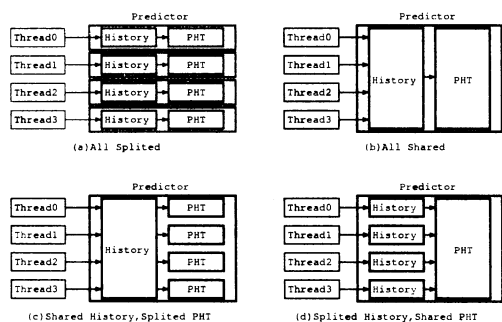 Predictor
Thread0 History PHT
Thread1 History PHT
Thread2 History PHT
Thread3 History PHT
(a)All Splited
Predictor
Thread0
Thread1
Thread2
Thread3
History
PHT
(b)All Shared
Predictor
Thread0
Thread1
Thread2
Thread3
History
PHT
PHT
PHT
PHT
(c)Shared History,Splited PHT
Predictor
Thread0 History
Thread1 History
Thread2 History
Thread3 History
PHT
(d)Splited History,Shared PHT